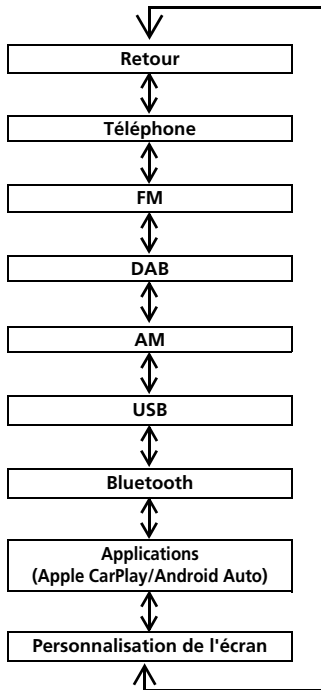 Retour
Téléphone
FM
DAB
AM
USB
Bluetooth
Applications
(Apple CarPlay/Android Auto)
Personnalisation de l'écran